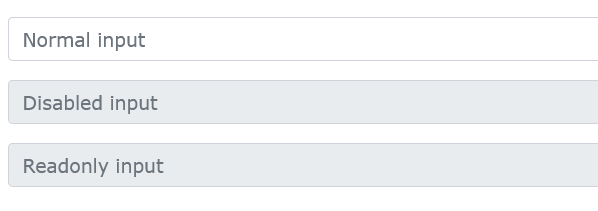 Normal input
Disabled input
Readonly input